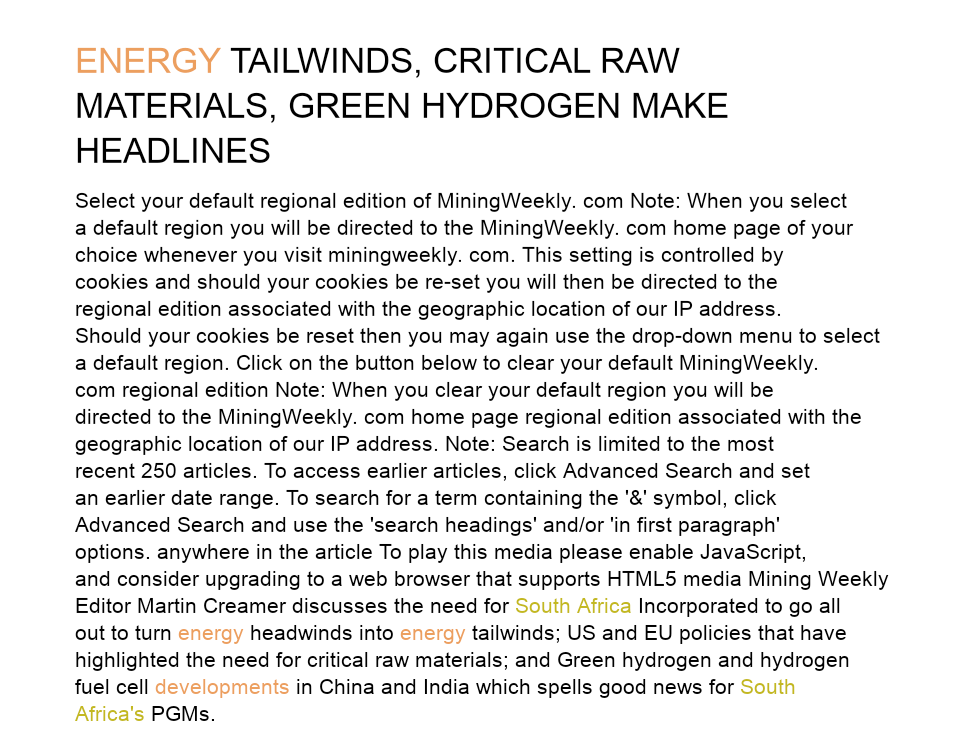 ENERGY TAILWINDS, CRITICAL RAW
MATERIALS, GREEN HYDROGEN MAKE
HEADLINES
Select your default regional edition of MiningWeekly. com Note: When you select
a default region you will be directed to the MiningWeekly. com home page of your
choice whenever you visit miningweekly. com. This setting is controlled by
cookies and should your cookies be re-set you will then be directed to the
regional edition associated with the geographic location of our IP address.
Should your cookies be reset then you may again use the drop-down menu to select
a default region. Click on the button below to clear your default MiningWeekly.
com regional edition Note: When you clear your default region you will be
directed to the MiningWeekly. com home page regional edition associated with the
geographic location of our IP address. Note: Search is limited to the most
recent 250 articles. To access earlier articles, click Advanced Search and set
an earlier date range. To search for a term containing the '&' symbol, click
Advanced Search and use the 'search headings' and/or 'in first paragraph'
options. anywhere in the article To play this media please enable JavaScript,
and consider upgrading to a web browser that supports HTML5 media Mining Weekly
Editor Martin Creamer discusses the need for South Africa Incorporated to go all
out to turn energy headwinds into energy tailwinds; US and EU policies that have
highlighted the need for critical raw materials; and Green hydrogen and hydrogen
fuel cell developments in China and India which spells good news for South
Africa's PGMs.